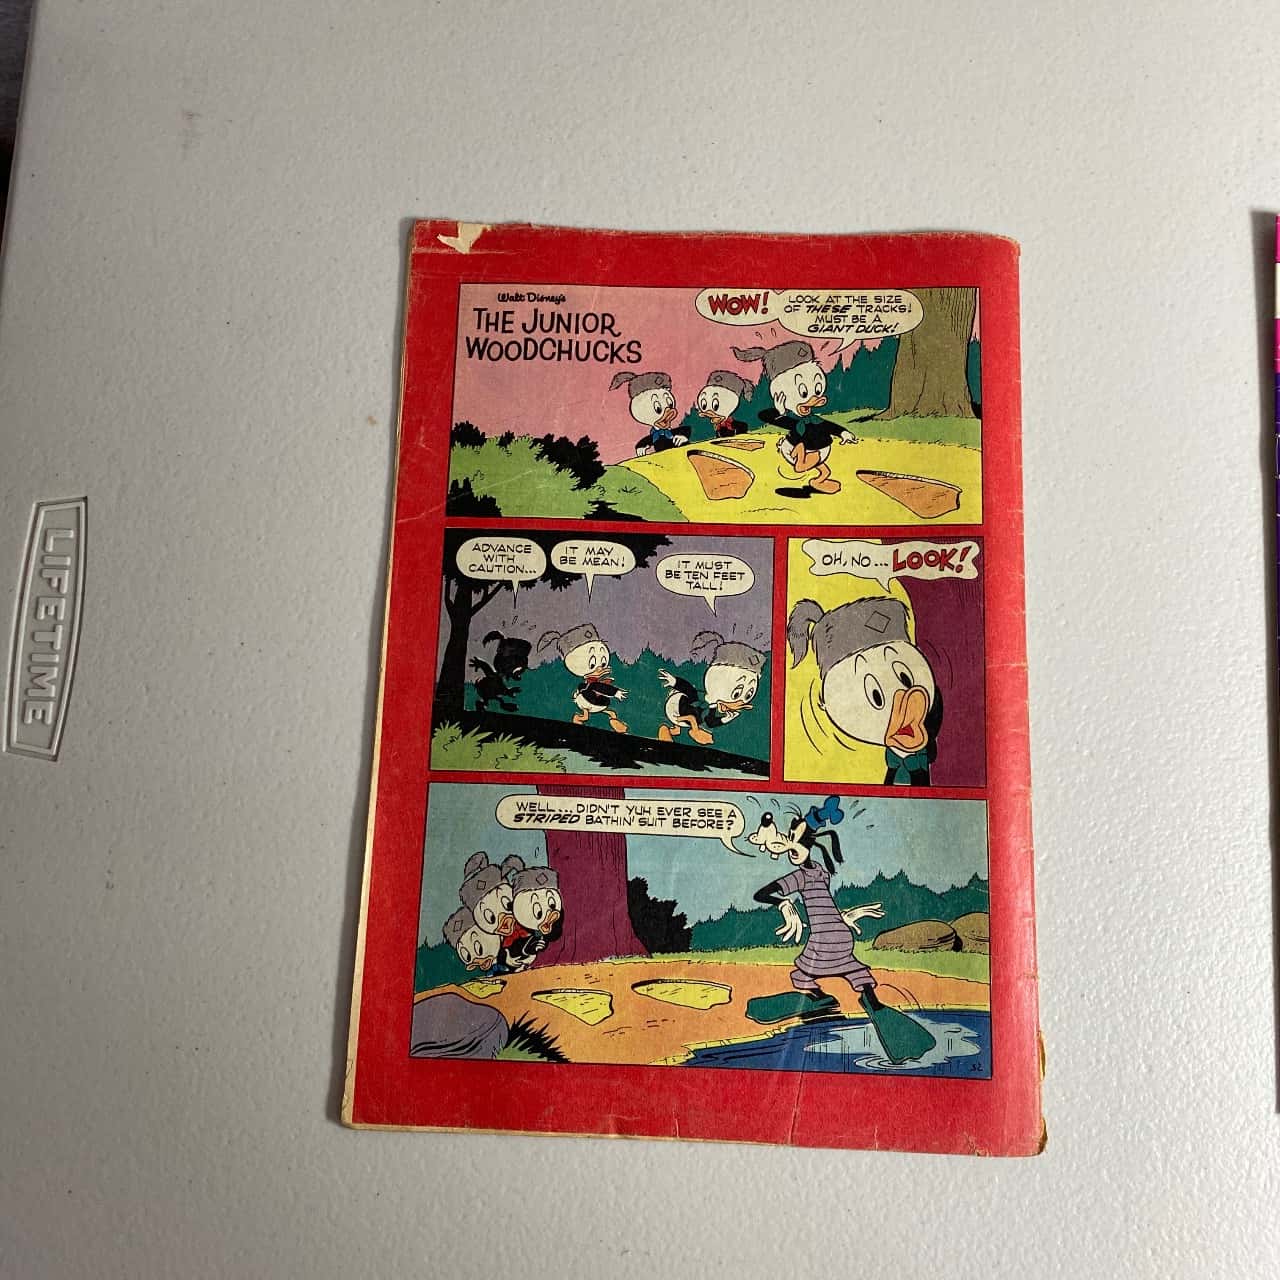 Walt Disney's
THE JUNIOR
WOODCHUCKS
WOW!
LOOK AT THE SIZE
OF THESE TRACKS!
MUST BE A
GIANT DUCK!
ADVANCE
WITH
CAUTION...
IT MAY
BE MEAN!
IT MUST
BE TEN FEET
TALL!
OH, NO... LOOK!
WELL... DIDN'T YUH EVER SEE A
STRIPED BATHIN' SUIT BEFORE?
LIFETIME